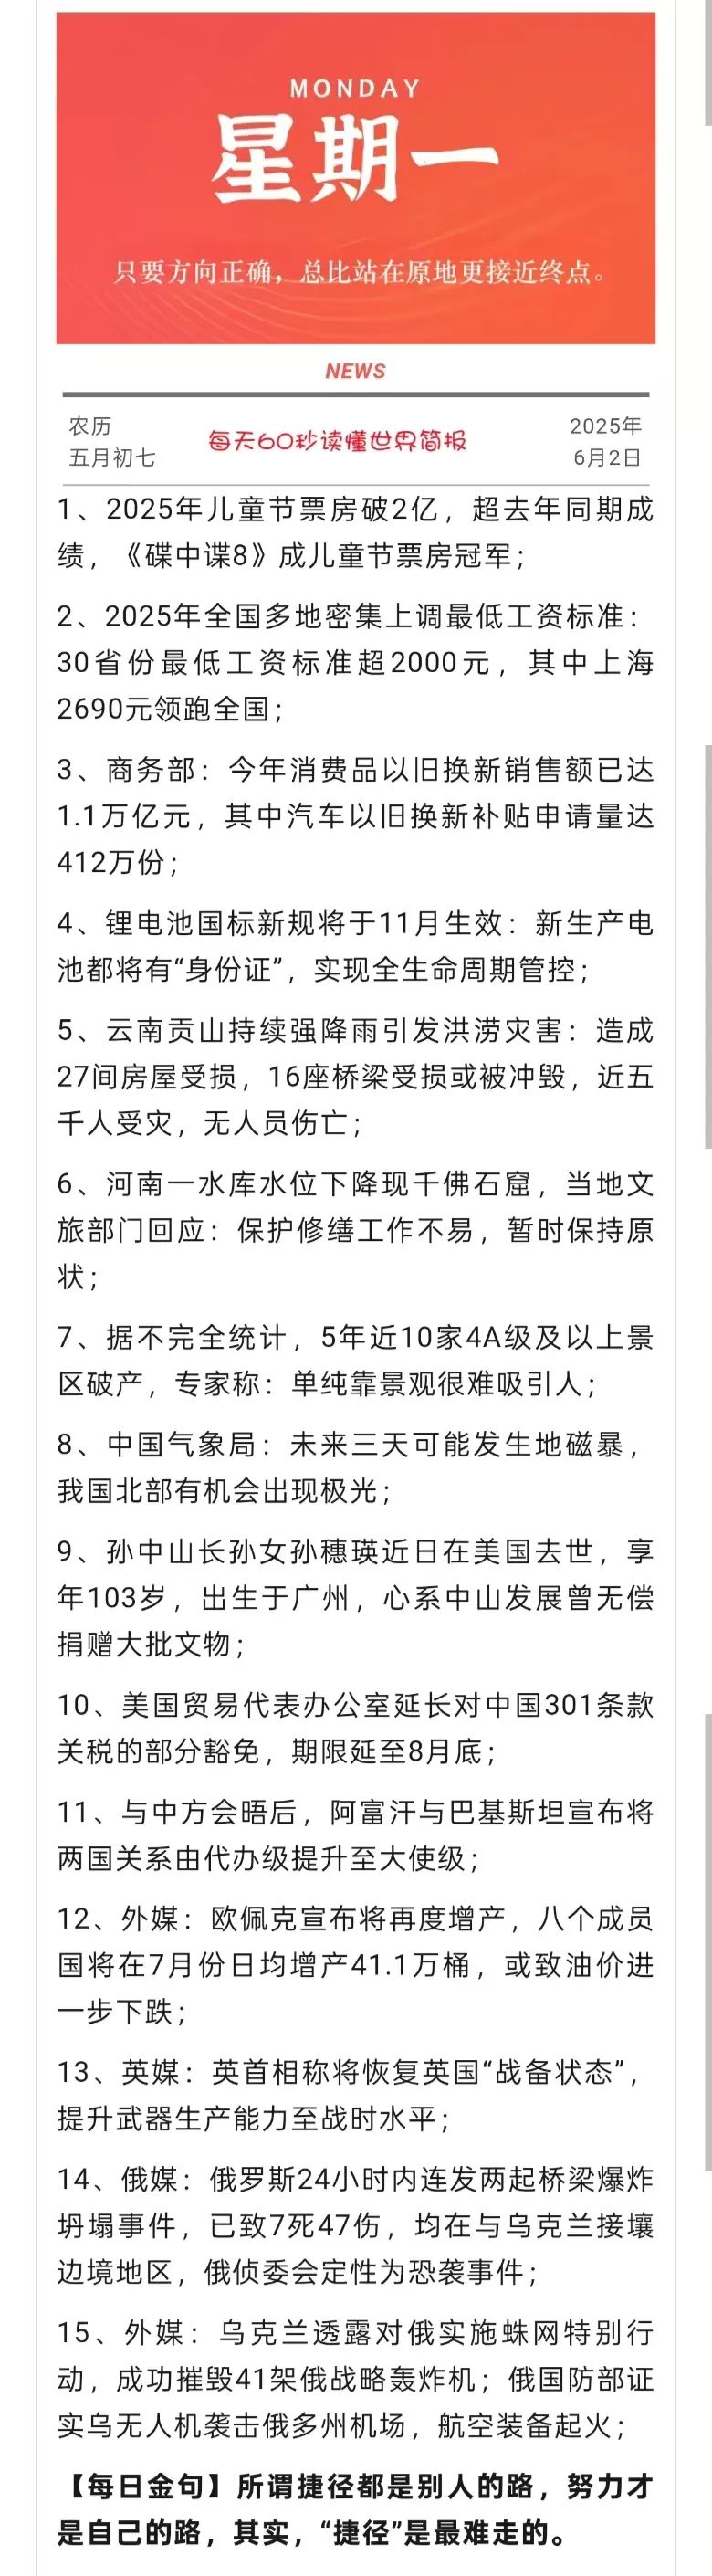 MONDAY
星期一
只要方向正确，总比站在原地更接近终点。
NEWS
农历
五月初七
每天60秒读懂世界简报
2025年
6月2日
1、2025年儿童节票房破2亿，超去年同期成
绩，《碟中谍8》成儿童节票房冠军；
2、2025年全国多地密集上调最低工资标准：
30省份最低工资标准超2000元，其中上海
2690元领跑全国；
3、商务部：今年消费品以旧换新销售额已达
1.1万亿元，其中汽车以旧换新补贴申请量达
412万份；
4、锂电池国标新规将于11月生效：新生产电
池都将有“身份证”，实现全生命周期管控；
5、云南贡山持续强降雨引发洪涝灾害：造成
27间房屋受损，16座桥梁受损或被冲毁，近五
千人受灾，无人员伤亡；
6、河南一水库水位下降现千佛石窟，当地文
旅部门回应：保护修缮工作不易，暂时保持原
状；
7、据不完全统计，5年近10家4A级及以上景
区破产，专家称：单纯靠景观很难吸引人；
8、中国气象局：未来三天可能发生地磁暴，
我国北部有机会出现极光；
9、孙中山长孙女孙穗瑛近日在美国去世，享
年103岁，出生于广州，心系中山发展曾无偿
捐赠大批文物；
10、美国贸易代表办公室延长对中国301条款
关税的部分豁免，期限延至8月底；
11、与中方会晤后，阿富汗与巴基斯坦宣布将
两国关系由代办级提升至大使级；
12、外媒：欧佩克宣布将再度增产，八个成员
国将在7月份日均增产41.1万桶，或致油价进
一步下跌；
13、英媒：英首相称将恢复英国“战备状态”，
提升武器生产能力至战时水平；
14、俄媒：俄罗斯24小时内连发两起桥梁爆炸
坍塌事件，已致7死47伤，均在与乌克兰接壤
边境地区，俄侦委会定性为恐袭事件；
15、外媒：乌克兰透露对俄实施蛛网特别行
动，成功摧毁41架俄战略轰炸机；俄国防部证
实乌无人机袭击俄多州机场，航空装备起火；
【每日金句】所谓捷径都是别人的路，努力才
是自己的路，其实，“捷径”是最难走的。